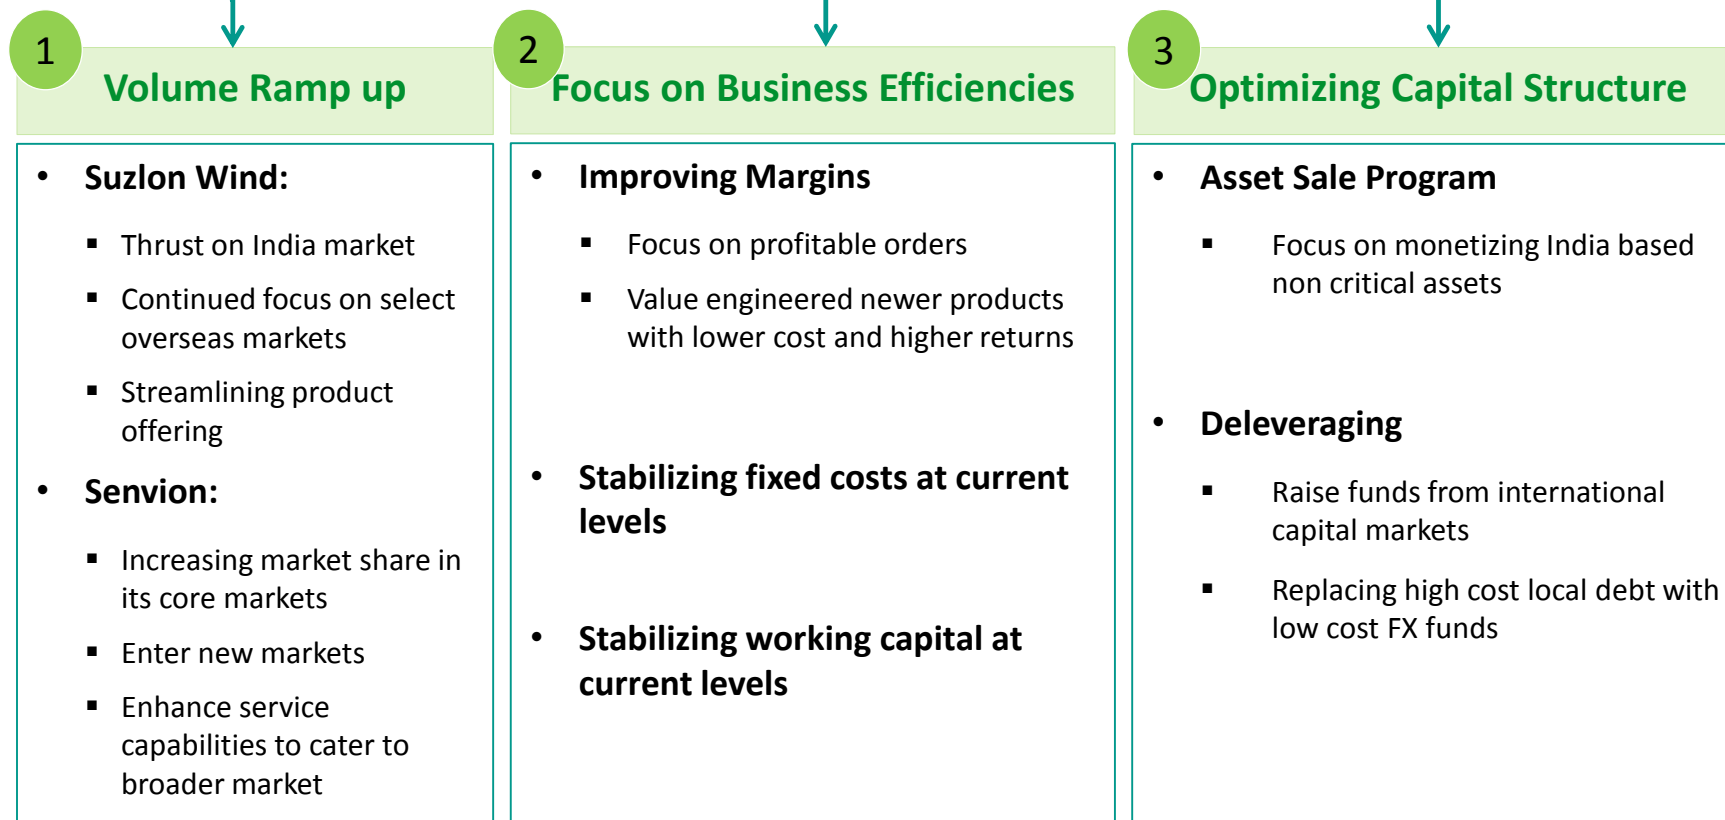 1
Volume Ramp up
• Suzlon Wind:
▪ Thrust on India market
▪ Continued focus on select
overseas markets
▪ Streamlining product
offering
• Senvion:
▪ Increasing market share in
its core markets
▪ Enter new markets
▪ Enhance service
capabilities to cater to
broader market
2
Focus on Business Efficiencies
• Improving Margins
▪ Focus on profitable orders
▪ Value engineered newer products
with lower cost and higher returns
• Stabilizing fixed costs at current
levels
• Stabilizing working capital at
current levels
3
Optimizing Capital Structure
• Asset Sale Program
▪ Focus on monetizing India based
non critical assets
• Deleveraging
▪ Raise funds from international
capital markets
▪ Replacing high cost local debt with
low cost FX funds